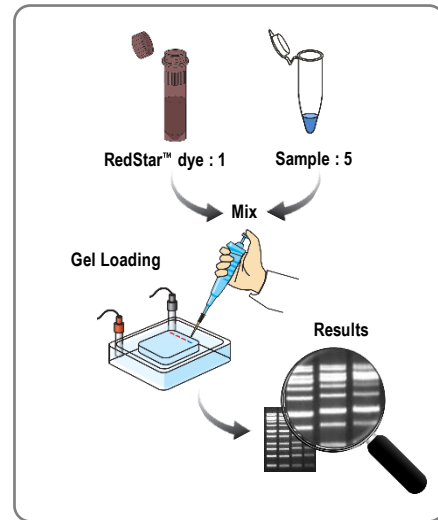 RedStar™ dye : 1
Sample : 5
Mix
Gel Loading
Results